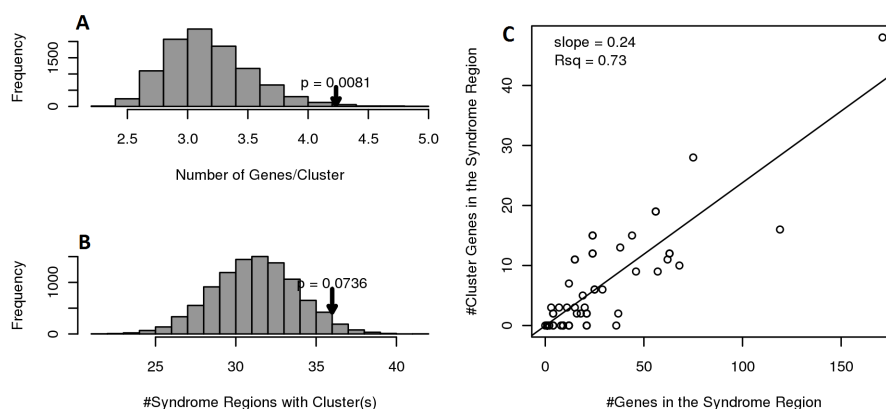 A
Frequency
0
1500
p = 0.0081
2.5 3.0 3.5 4.0 4.5 5.0
Number of Genes/Cluster
B
Frequency
0
1000
p = 0.0736
25 30 35 40
#Syndrome Regions with Cluster(s)
C
slope = 0.24
Rsq = 0.73
#Cluster Genes in the Syndrome Region
0
10
20
30
40
0 50 100 150
#Genes in the Syndrome Region